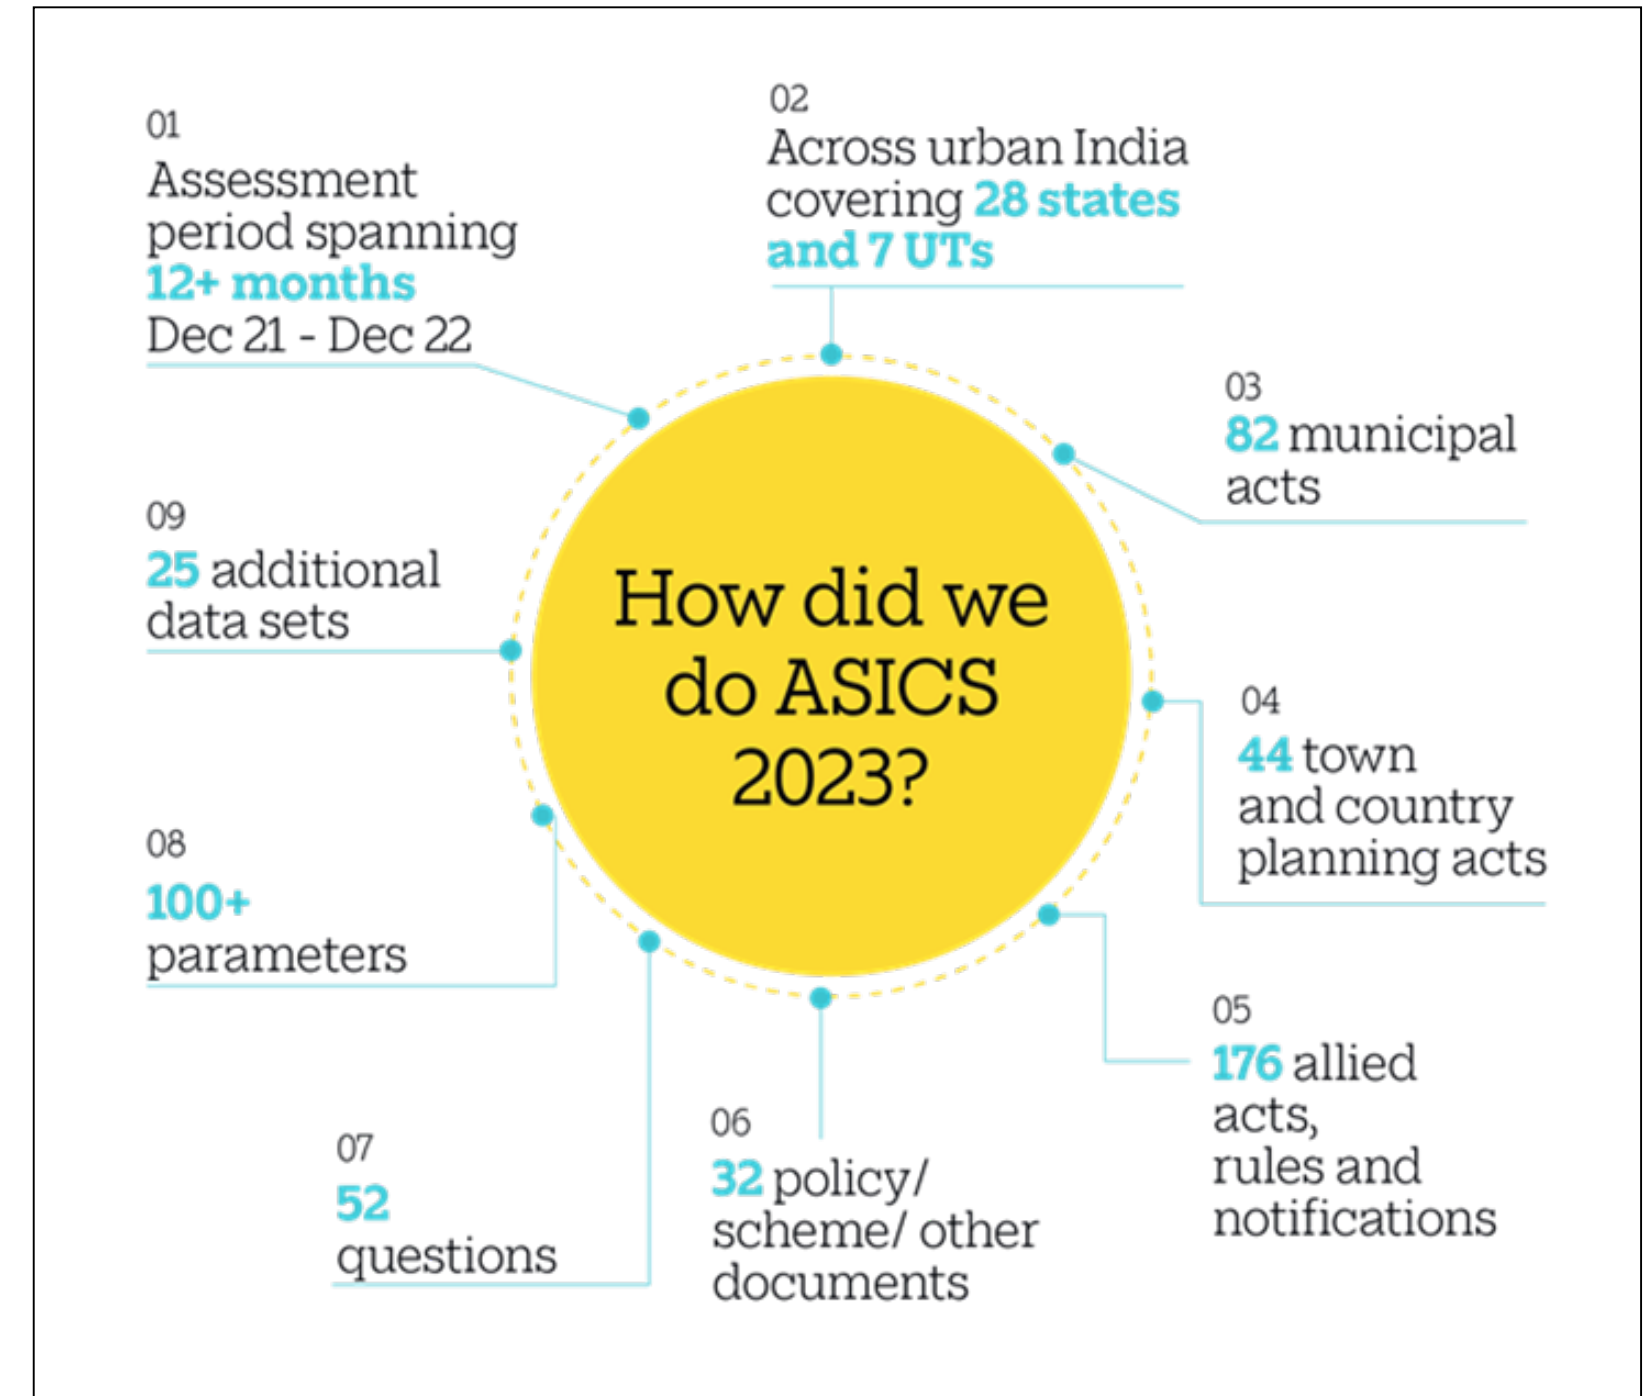 01
Assessment
period spanning
12+ months
Dec 21 - Dec 22
02
Across urban India
covering 28 states
and 7 UTs
03
82 municipal
acts
04
44 town
and country
planning acts
05
176 allied
acts,
rules and
notifications
06
32 policy/
scheme/ other
documents
07
52
questions
08
100+
parameters
09
25 additional
data sets
How did we
do ASICS
2023?